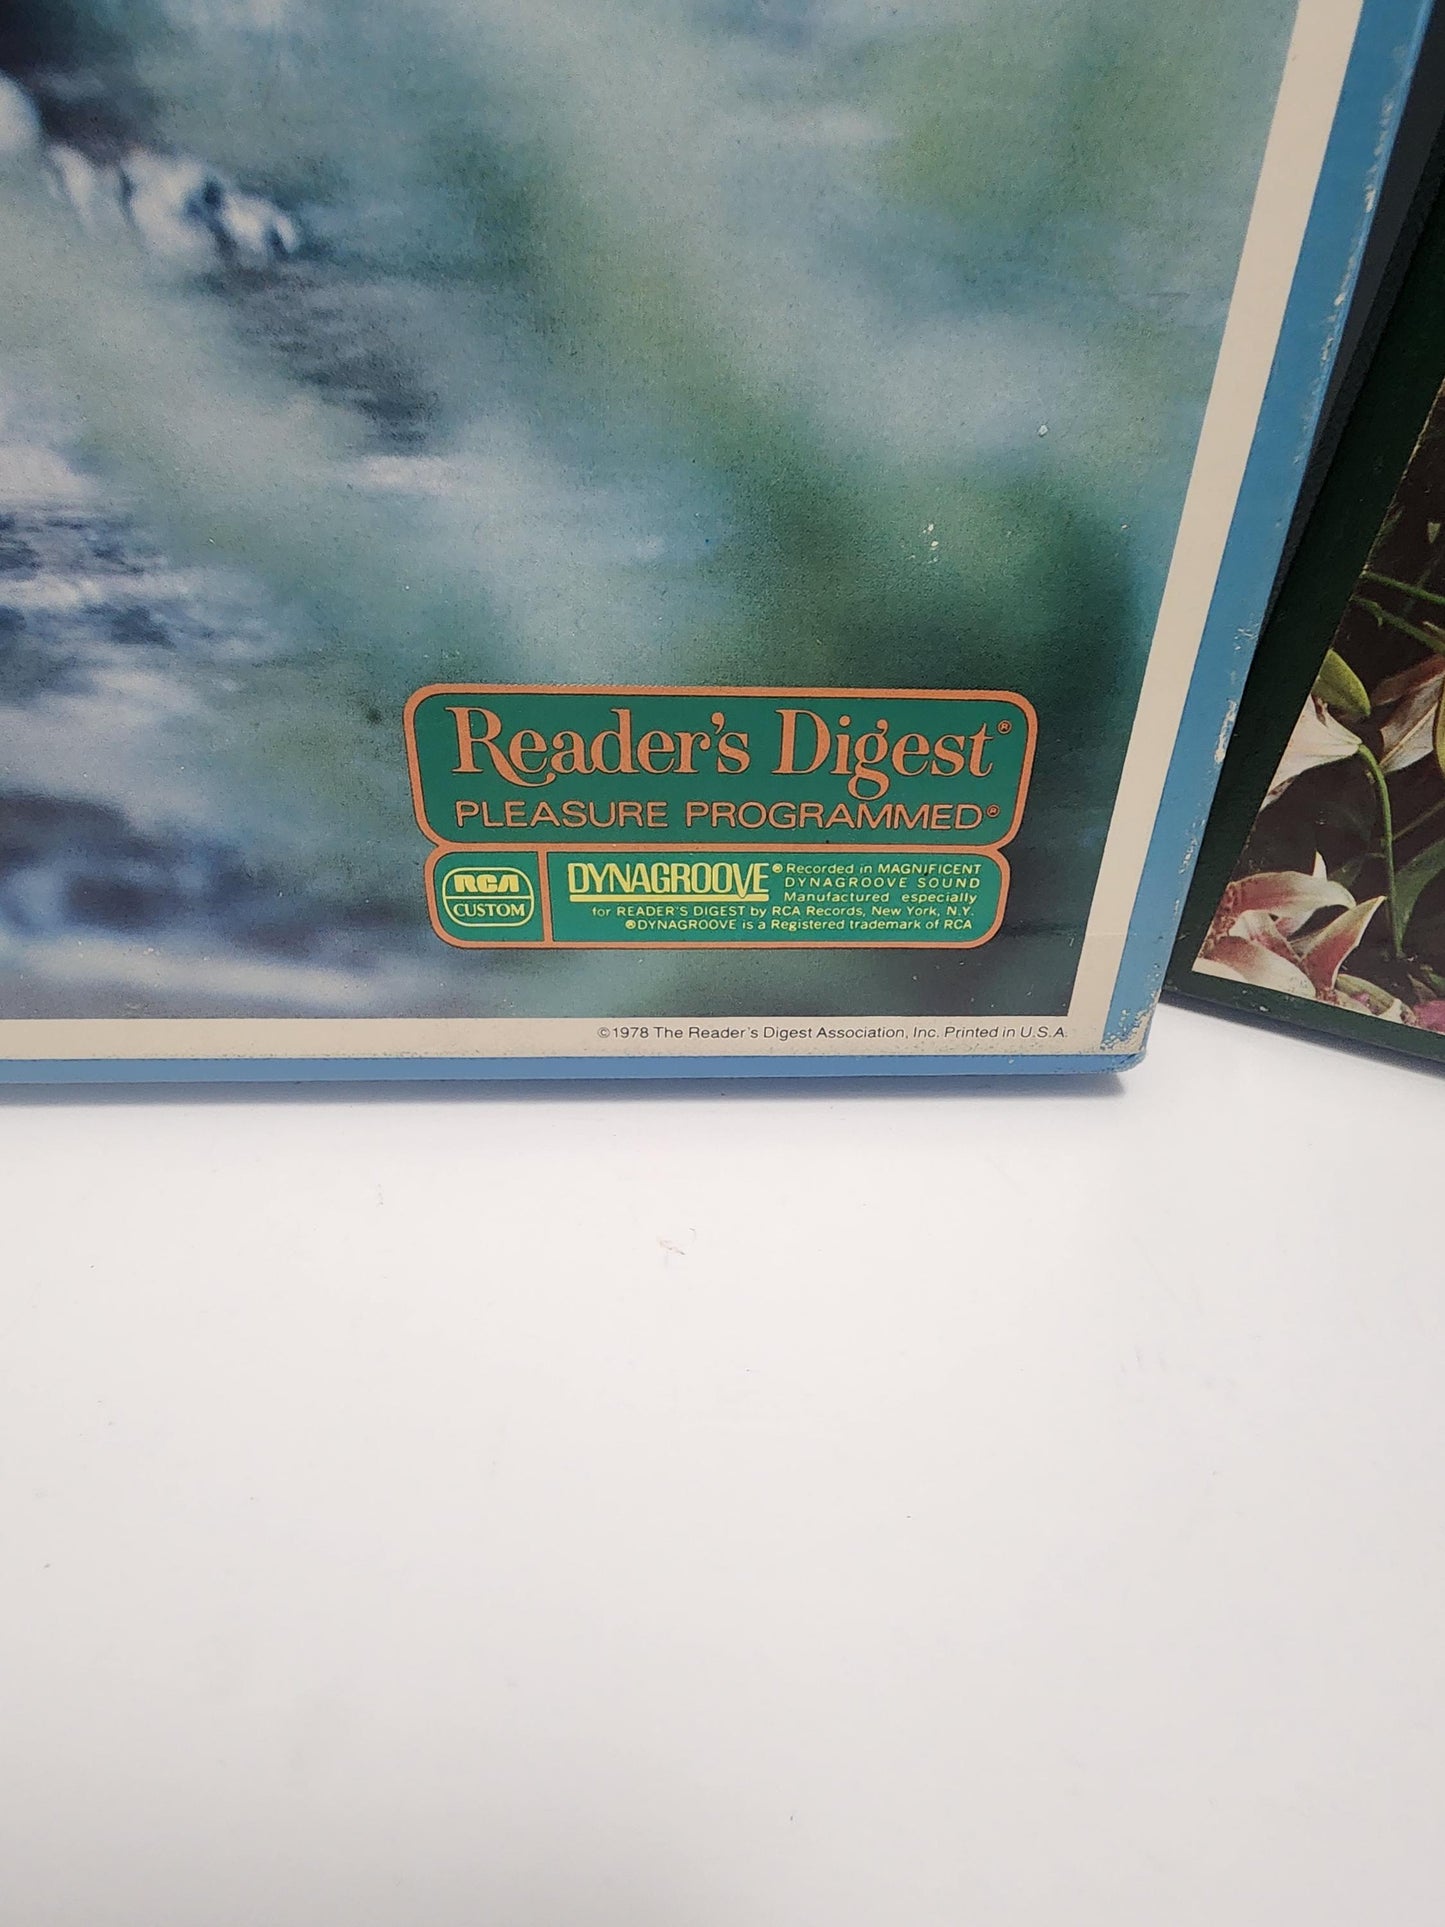 Reader's Digest®
PLEASURE PROGRAMMED®
RCA
CUSTOM
DYNAGROOVE® Recorded in MAGNIFICENT
DYNAGROOVE SOUND
Manufactured especially
for READER'S DIGEST by RCA Records, New York, N.Y.
®DYNAGROOVE is a Registered trademark of RCA
©1978 The Reader's Digest Association, Inc. Printed in U.S.A.